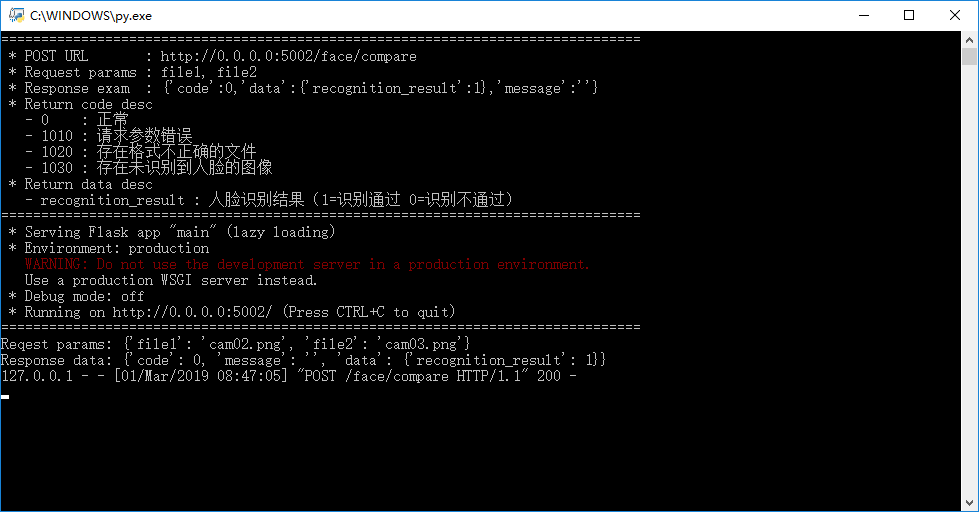 C:\WINDOWS\py.exe
================================================================================
* POST URL       : http://0.0.0.0:5002/face/compare
* Request params : file1, file2
* Response exam  : {'code':0,'data':{'recognition_result':1},'message':''}
* Return code desc
  - 0    : 正常
  - 1010 : 请求参数错误
  - 1020 : 存在格式不正确的文件
  - 1030 : 存在未识别到人脸的图像
* Return data desc
  - recognition_result : 人脸识别结果（1=识别通过 0=识别不通过）
================================================================================
* Serving Flask app "main" (lazy loading)
* Environment: production
  WARNING: Do not use the development server in a production environment.
  Use a production WSGI server instead.
* Debug mode: off
* Running on http://0.0.0.0:5002/ (Press CTRL+C to quit)
================================================================================
Reqest params: {'file1': 'cam02.png', 'file2': 'cam03.png'}
Response data: {'code': 0, 'message': '', 'data': {'recognition_result': 1}}
127.0.0.1 - - [01/Mar/2019 08:47:05] "POST /face/compare HTTP/1.1" 200 -